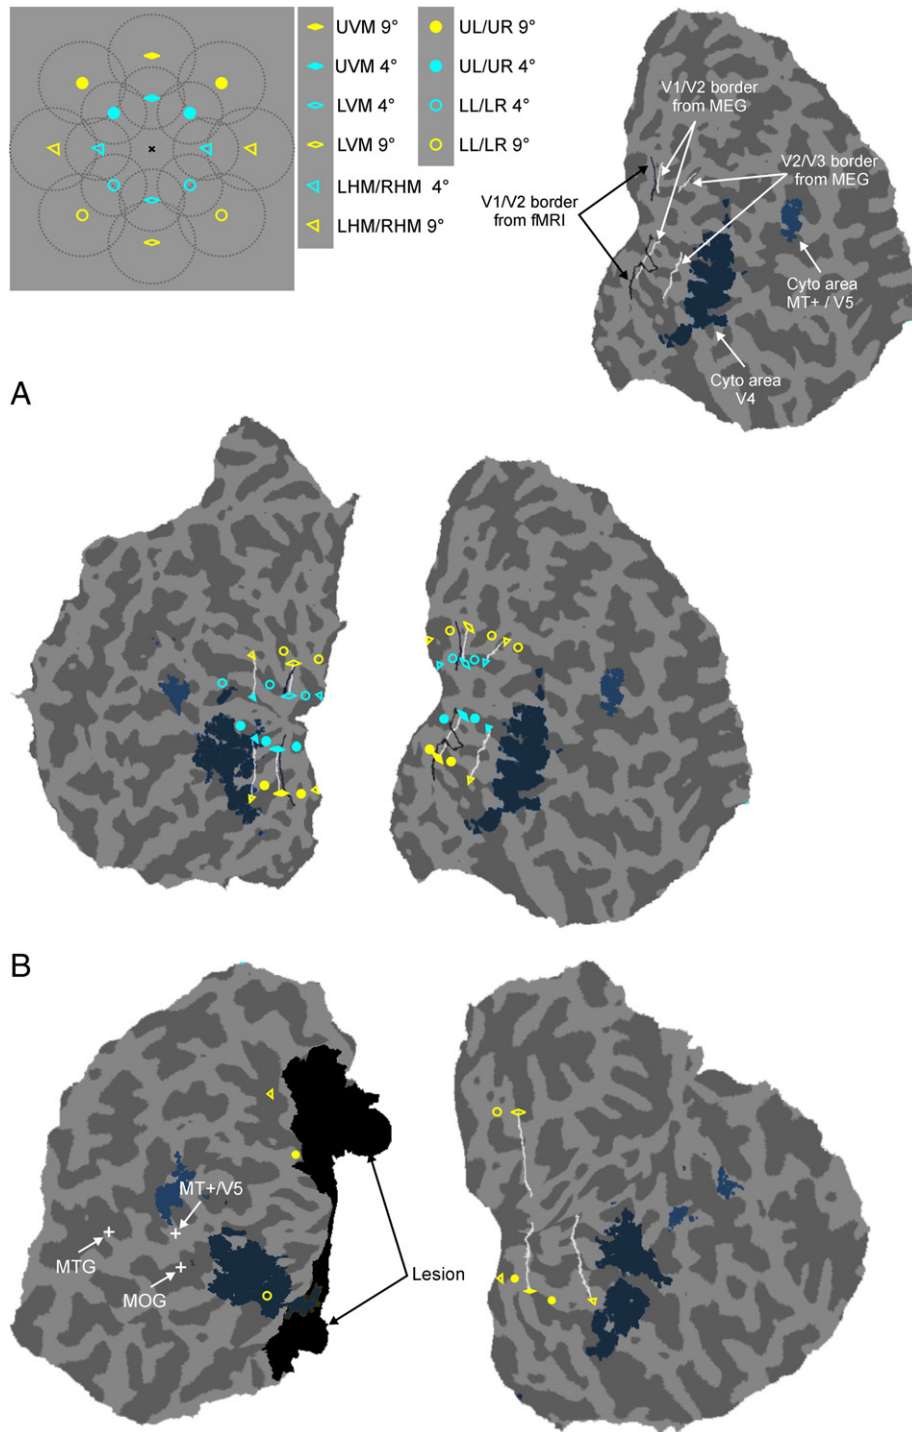 UVM 9°
UVM 4°
LVM 4°
LVM 9°
LHM/RHM 4°
LHM/RHM 9°
UL/UR 9°
UL/UR 4°
LL/LR 4°
LL/LR 9°
V1/V2 border
from MEG
V2/V3 border
from MEG
V1/V2 border
from fMRI
Cyto area
MT+ / V5
Cyto area
V4
A
B
MT+/V5
MTG
MOG
Lesion